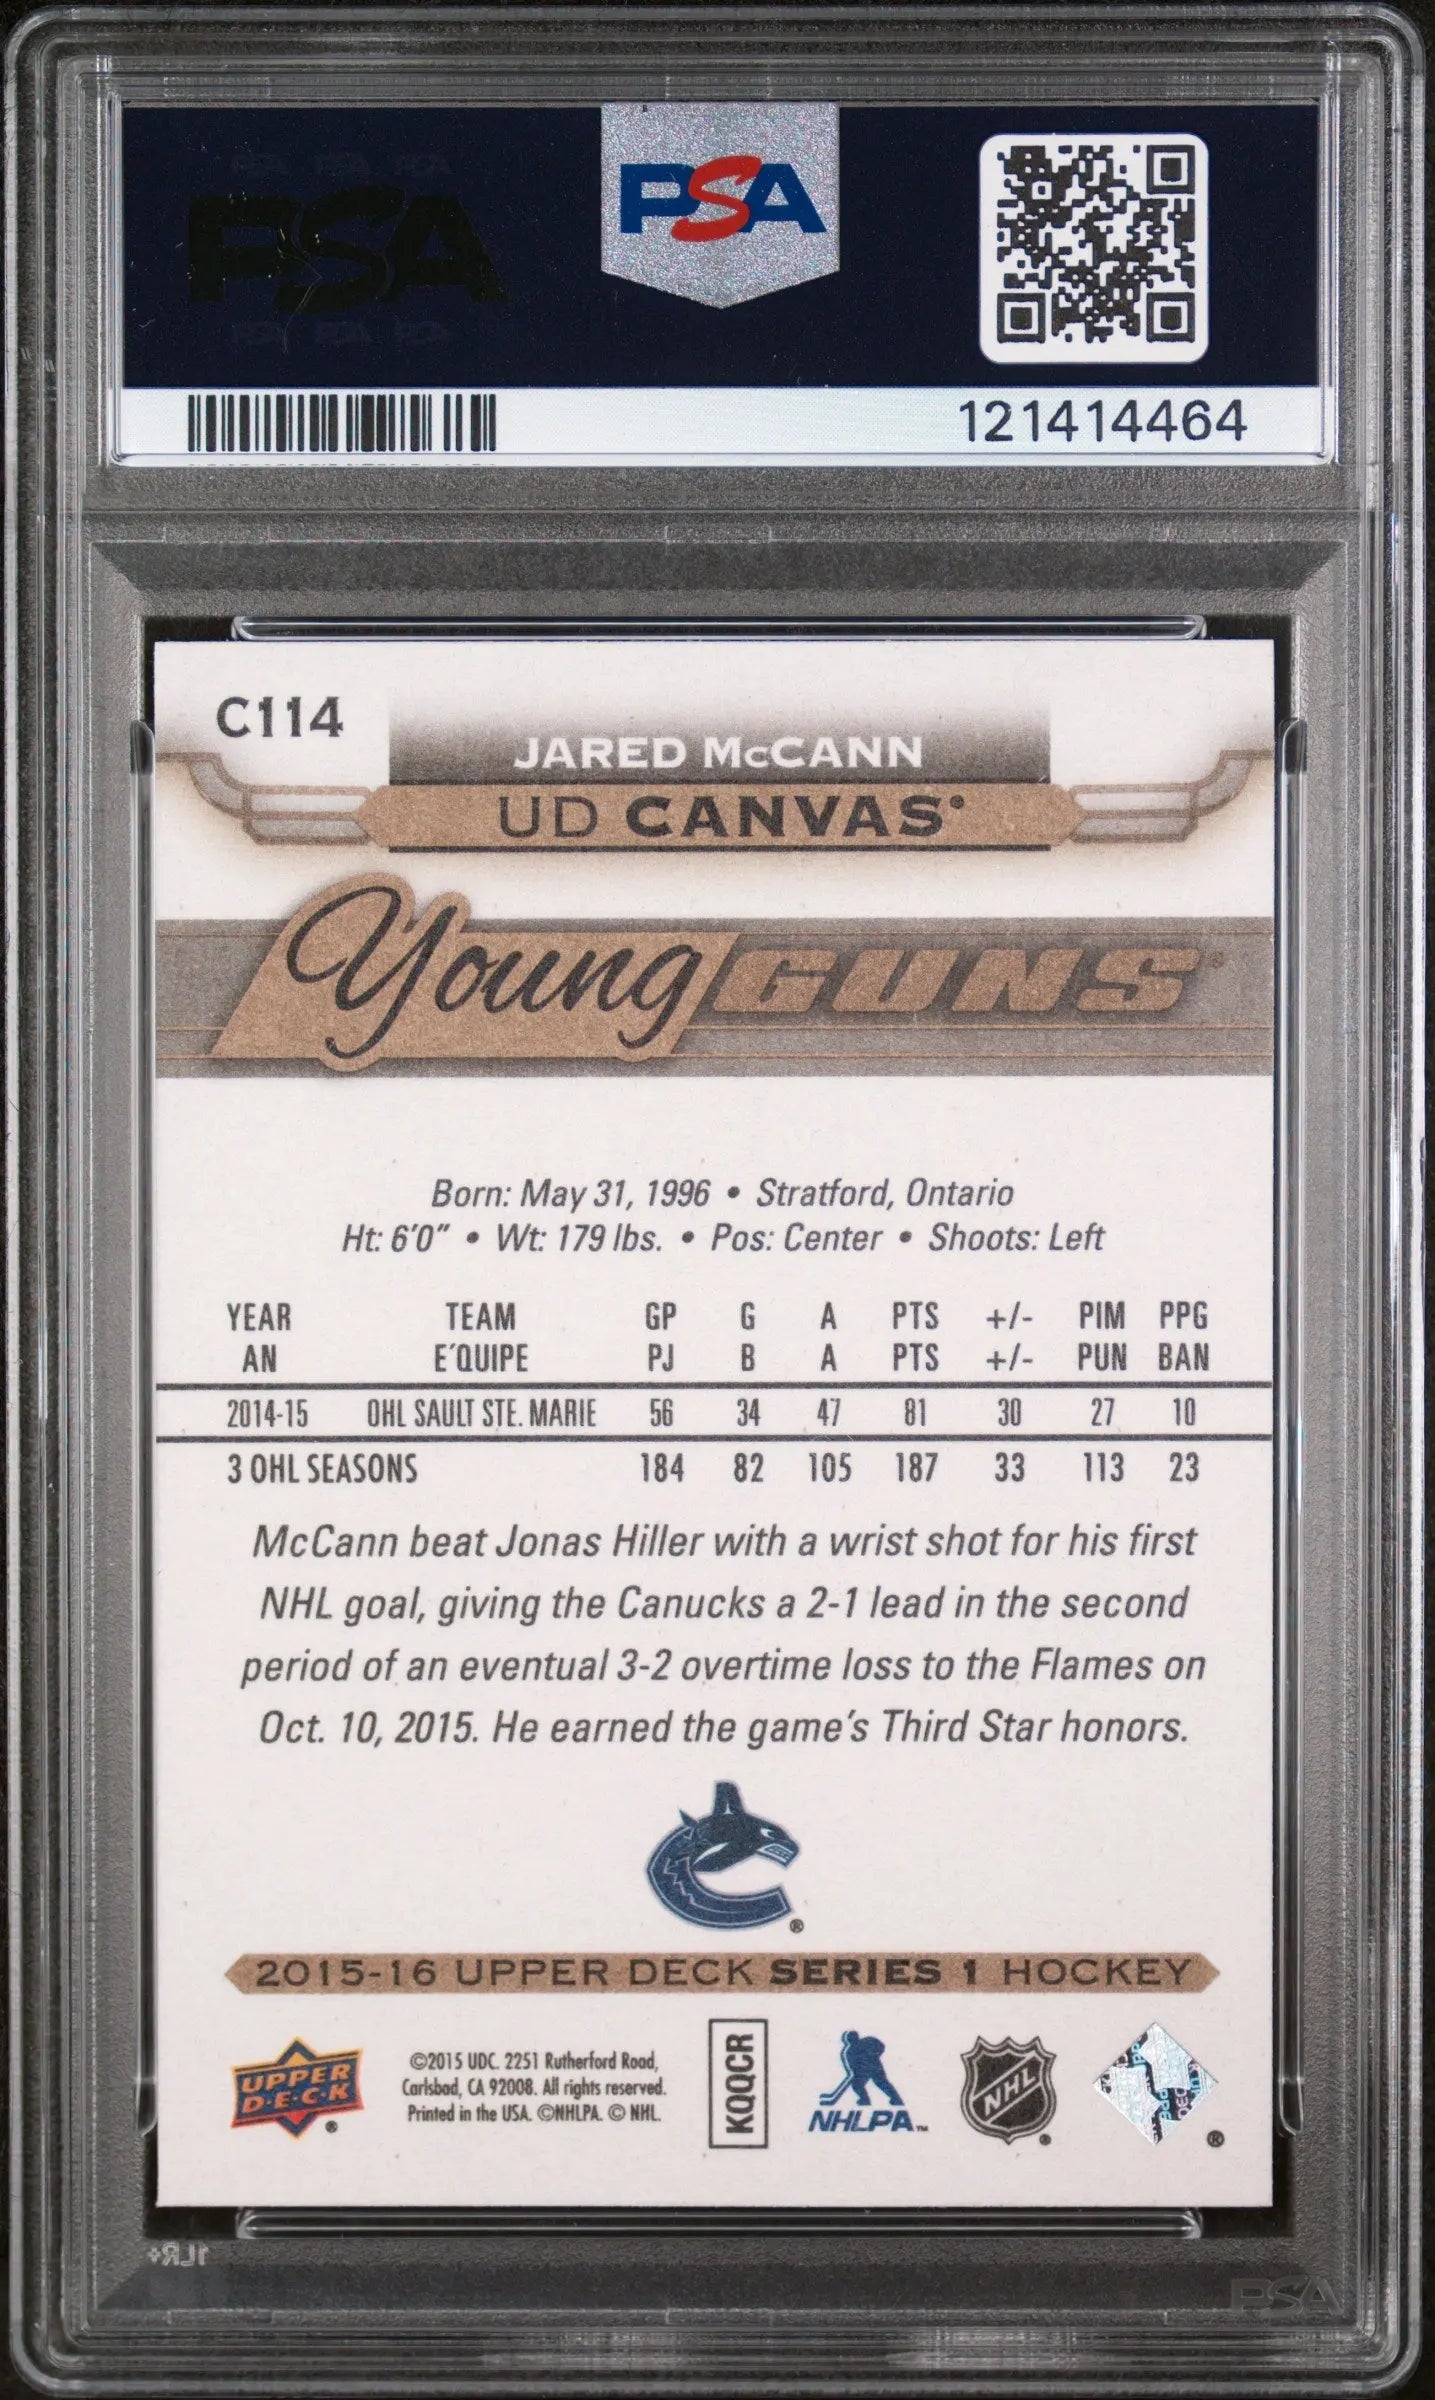 PSA
PSA
121414464
C114
JARED McCANN
UD CANVAS®
Young GUNS
Born: May 31, 1996 • Stratford, Ontario
Ht: 6'0" • Wt: 179 lbs. • Pos: Center • Shoots: Left
YEAR TEAM GP G A PTS +/- PIM PPG
AN E´QUIPE PJ B A PTS +/- PUN BAN
2014-15 OHL SAULT STE. MARIE 56 34 47 81 30 27 10
3 OHL SEASONS 184 82 105 187 33 113 23
McCann beat Jonas Hiller with a wrist shot for his first
NHL goal, giving the Canucks a 2-1 lead in the second
period of an eventual 3-2 overtime loss to the Flames on
Oct. 10, 2015. He earned the game's Third Star honors.
®
2015-16 UPPER DECK SERIES 1 HOCKEY
UPPER
D·E·C·K
®
©2015 UDC. 2251 Rutherford Road,
Carlsbad, CA 92008. All rights reserved.
Printed in the USA. ©NHLPA. © NHL.
KQQCR
NHLPA™
NHL
®
®
1LR+
PSA